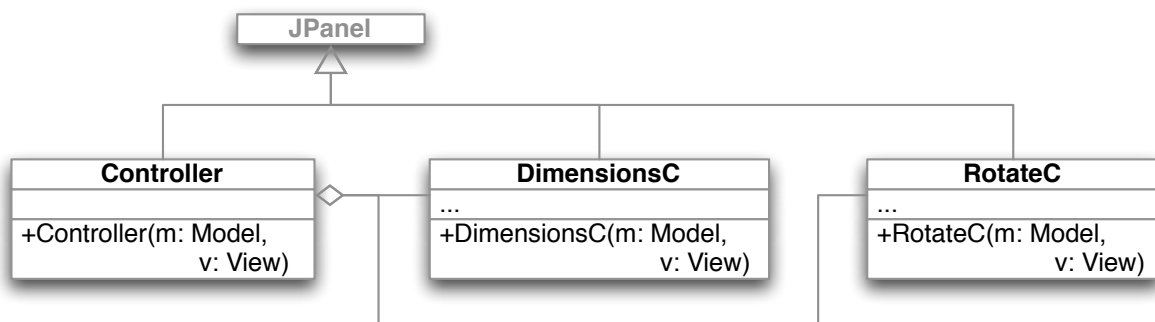 JPanel
Controller
+Controller(m: Model,
v: View)
DimensionsC
...
+DimensionsC(m: Model,
v: View)
RotateC
...
+RotateC(m: Model,
v: View)